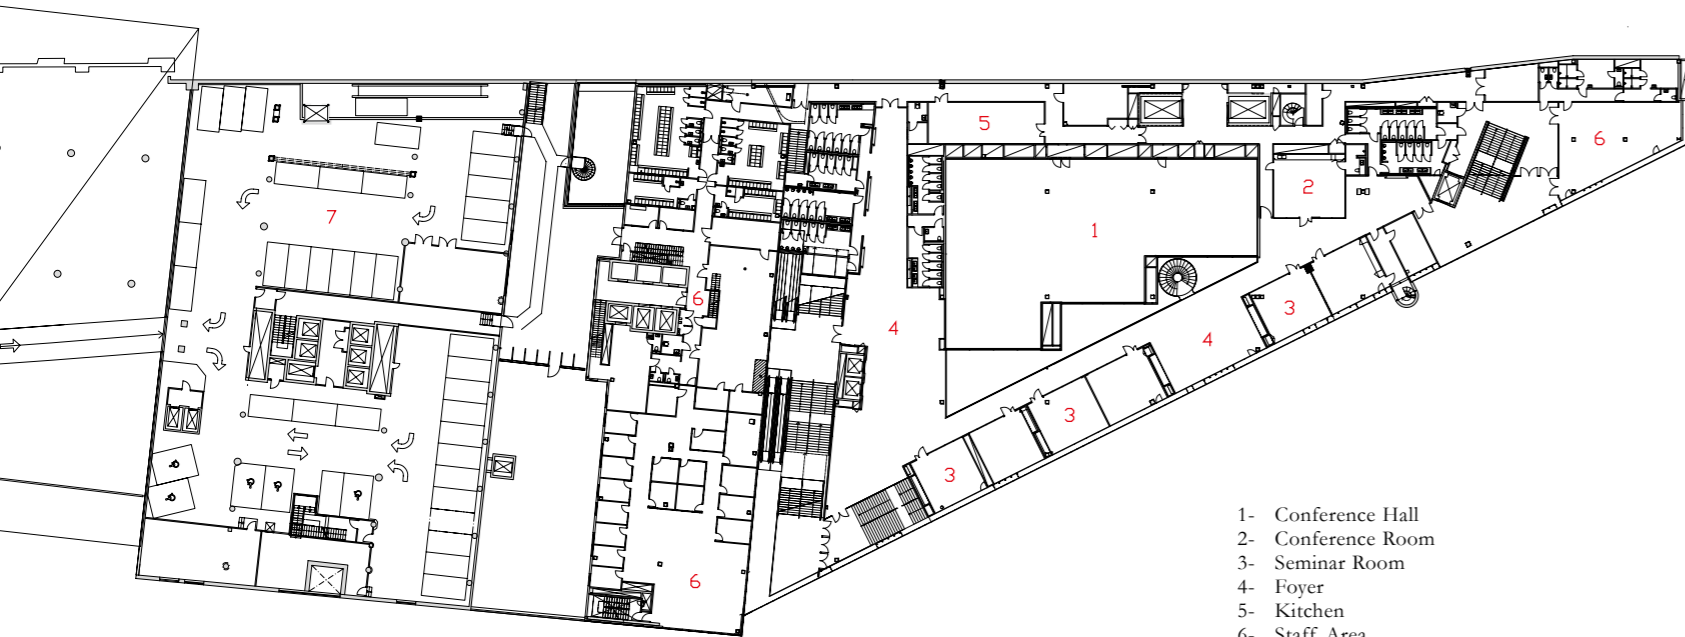 5
6
2
7
1
6
3
4
4
3
3
6
1- Conference Hall
2- Conference Room
3- Seminar Room
4- Foyer
5- Kitchen
6- Staff Area